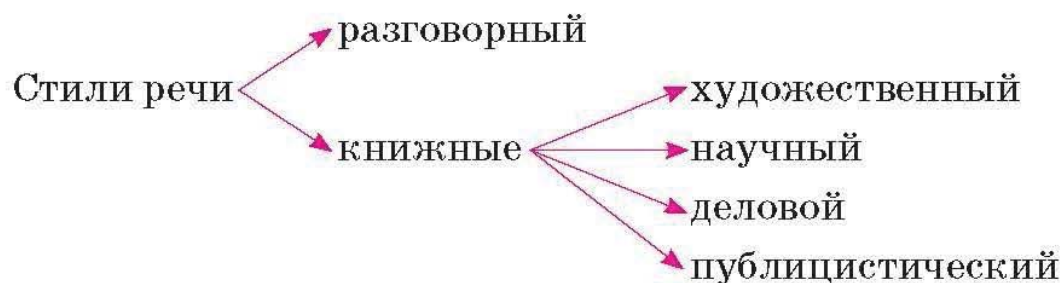 разговорный
Стили речи
художественный
книжные
научный
деловой
публицистический